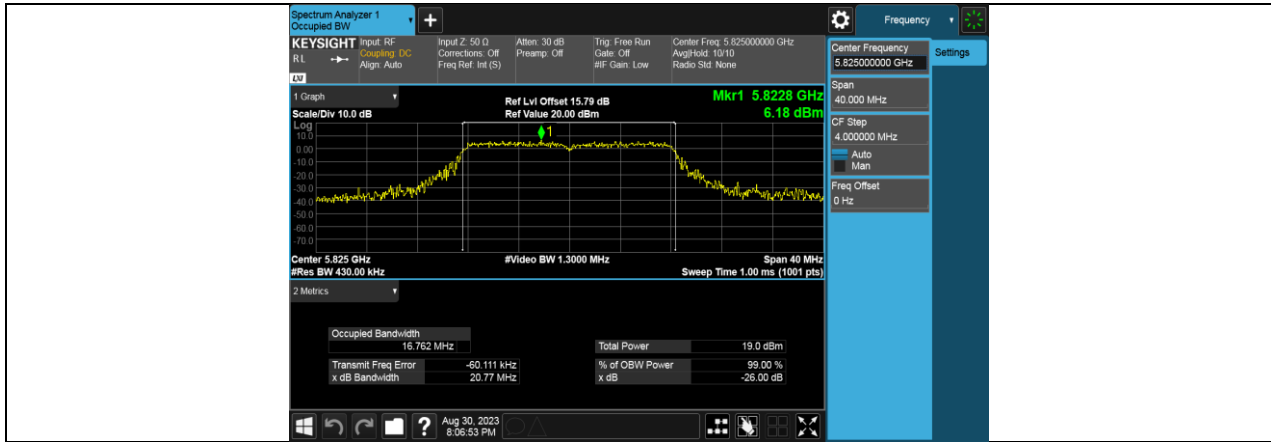 Spectrum Analyzer 1
Occupied BW
Frequency
KEYSIGHT
R L
LXI
Input: RF
Coupling: DC
Align: Auto
Input Z: 50 Ω
Corrections: Off
Freq Ref: Int (S)
Atten: 30 dB
Preamp: Off
Trig: Free Run
Gate: Off
#IF Gain: Low
Center Freq: 5.825000000 GHz
Avg|Hold: 10/10
Radio Std: None
Center Frequency
5.825000000 GHz
Settings
Span
40.000 MHz
CF Step
4.000000 MHz
Auto
Man
Freq Offset
0 Hz
1 Graph
Scale/Div 10.0 dB
Ref Lvl Offset 15.79 dB
Ref Value 20.00 dBm
Mkr1 5.8228 GHz
6.18 dBm
Log
10.0
0.00
-10.0
-20.0
-30.0
-40.0
-50.0
-60.0
-70.0
1
Center 5.825 GHz
#Res BW 430.00 kHz
#Video BW 1.3000 MHz
Span 40 MHz
Sweep Time 1.00 ms (1001 pts)
2 Metrics
Occupied Bandwidth
16.762 MHz
Transmit Freq Error -60.111 kHz
x dB Bandwidth 20.77 MHz
Total Power 19.0 dBm
% of OBW Power 99.00 %
x dB -26.00 dB
?
Aug 30, 2023
8:06:53 PM